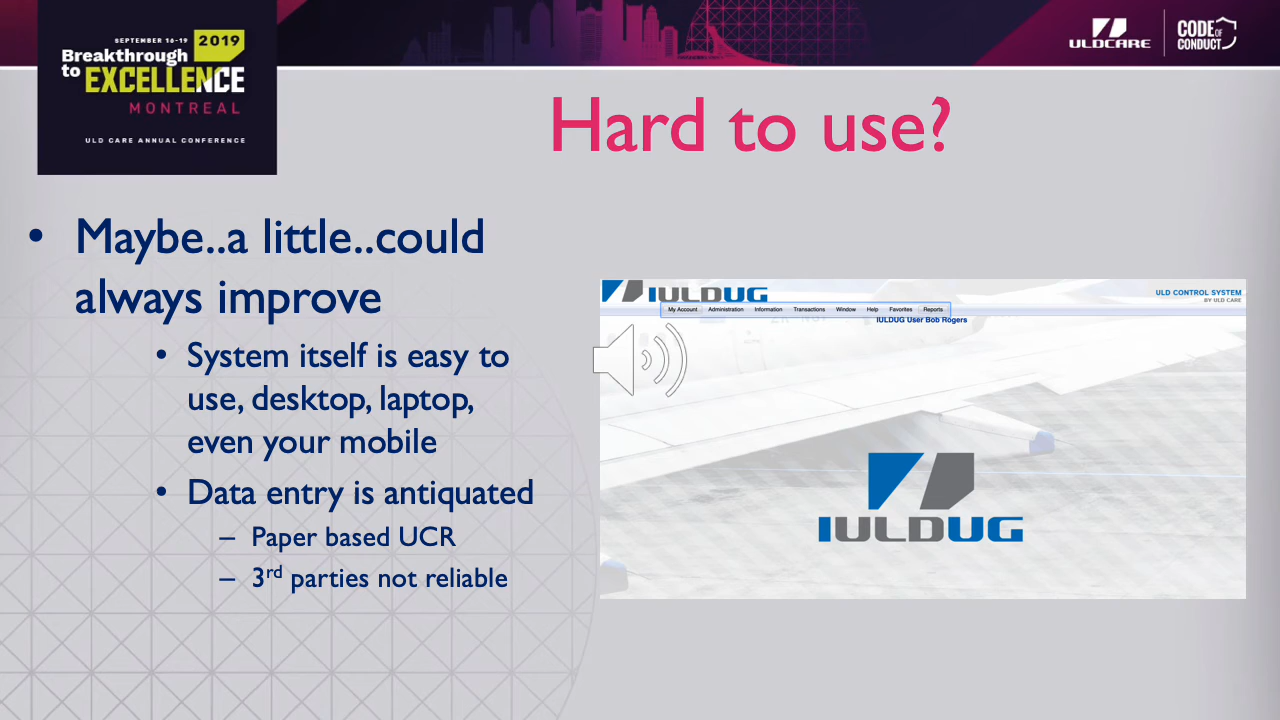 SEPTEMBER 16-19 2019
Breakthrough
to EXCELLENCE
MONTREAL
ULD CARE ANNUAL CONFERENCE
ULDCARE
CODE OF
CONDUCT
Hard to use?
• Maybe..a little..could
always improve
• System itself is easy to
use, desktop, laptop,
even your mobile
• Data entry is antiquated
– Paper based UCR
– 3rd parties not reliable
IULDUG
ULD CONTROL SYSTEM
BY ULD CARE
My Account Administration Information Transactions Window Help Favorites Reports
IULDUG User Bob Rogers
IULDUG